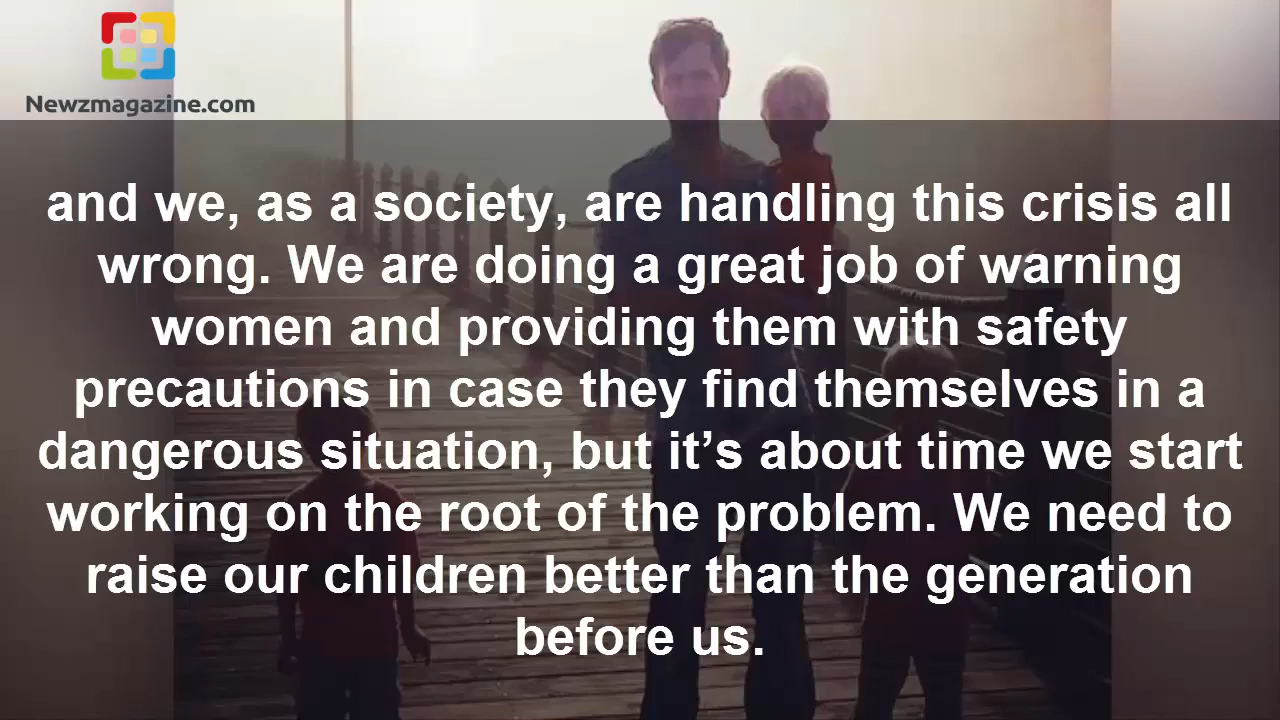 Newzmagazine.com
and we, as a society, are handling this crisis all
wrong. We are doing a great job of warning
women and providing them with safety
precautions in case they find themselves in a
dangerous situation, but it’s about time we start
working on the root of the problem. We need to
raise our children better than the generation
before us.